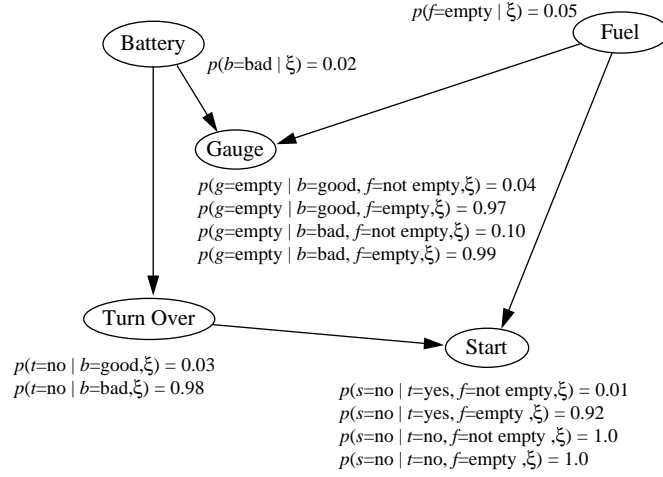 p(f=empty | ξ) = 0.05
Battery
Fuel
p(b=bad | ξ) = 0.02
Gauge
p(g=empty | b=good, f=not empty,ξ) = 0.04
p(g=empty | b=good, f=empty,ξ) = 0.97
p(g=empty | b=bad, f=not empty,ξ) = 0.10
p(g=empty | b=bad, f=empty,ξ) = 0.99
Turn Over
Start
p(t=no | b=good,ξ) = 0.03
p(t=no | b=bad,ξ) = 0.98
p(s=no | t=yes, f=not empty,ξ) = 0.01
p(s=no | t=yes, f=empty ,ξ) = 0.92
p(s=no | t=no, f=not empty ,ξ) = 1.0
p(s=no | t=no, f=empty ,ξ) = 1.0